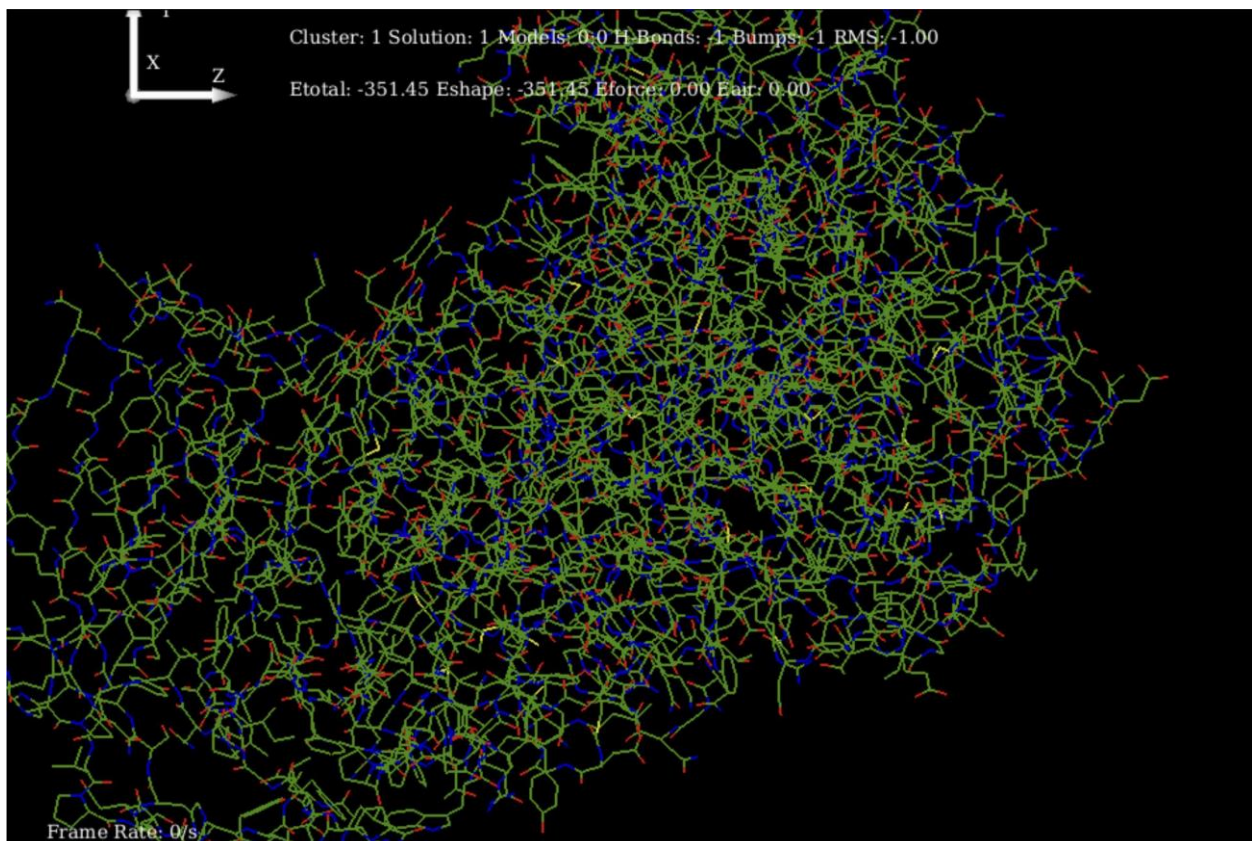 X
Z
Cluster: 1 Solution: 1 Models: 0:0 H-Bonds: -1 Bumps: -1 RMS: -1.00
Etotal: -351.45 Eshape: -351.45 Eforce: 0.00 Eair: 0.00
Frame Rate: 0/s